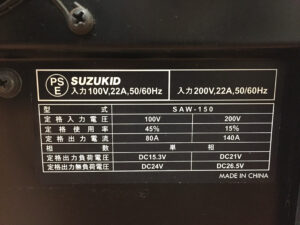 PS
E
SUZUKID
入力100V,22A,50/60Hz 入力200V,22A,50/60Hz
型式 SAW-150
定格入力電圧 100V 200V
定格使用率 45% 15%
定格出力電流 80A 140A
相数 単相
定格出力負荷電圧 DC15.3V DC21V
定格出力無負荷電圧 DC24V DC26.5V
MADE IN CHINA